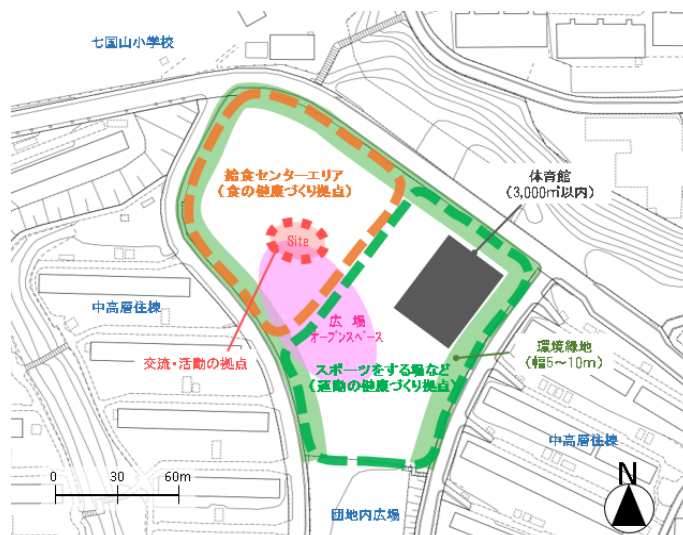 七国山小学校
給食センターエリア
（食の健康づくり拠点）
体育館
（3,000㎡以内）
Site
中高層住棟
広場
オープンスペース
交流・活動の拠点
環境緑地
（幅5～10m）
スポーツをする場など
（運動の健康づくり拠点）
中高層住棟
0 30 60m
N
団地内広場